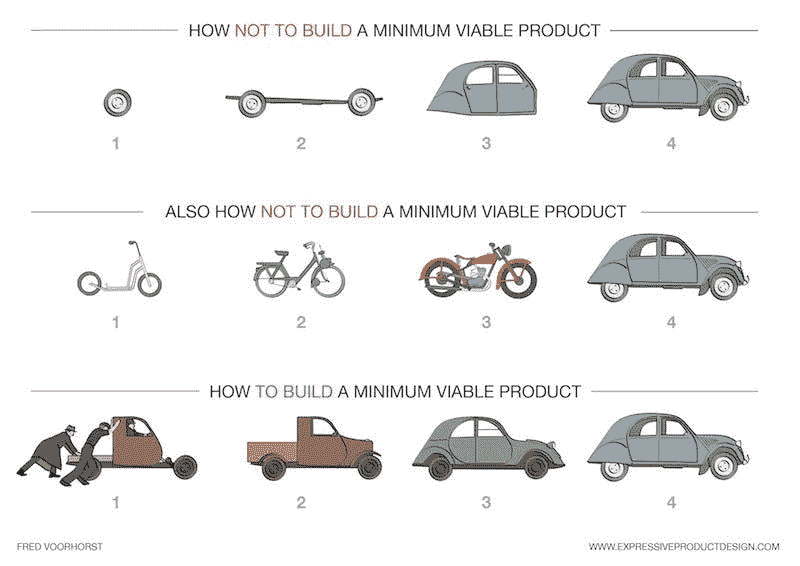 HOW NOT TO BUILD A MINIMUM VIABLE PRODUCT
1 2 3 4
ALSO HOW NOT TO BUILD A MINIMUM VIABLE PRODUCT
1 2 3 4
HOW TO BUILD A MINIMUM VIABLE PRODUCT
1 2 3 4
FRED VOORHORST WWW.EXPRESSIVEPRODUCTDESIGN.COM